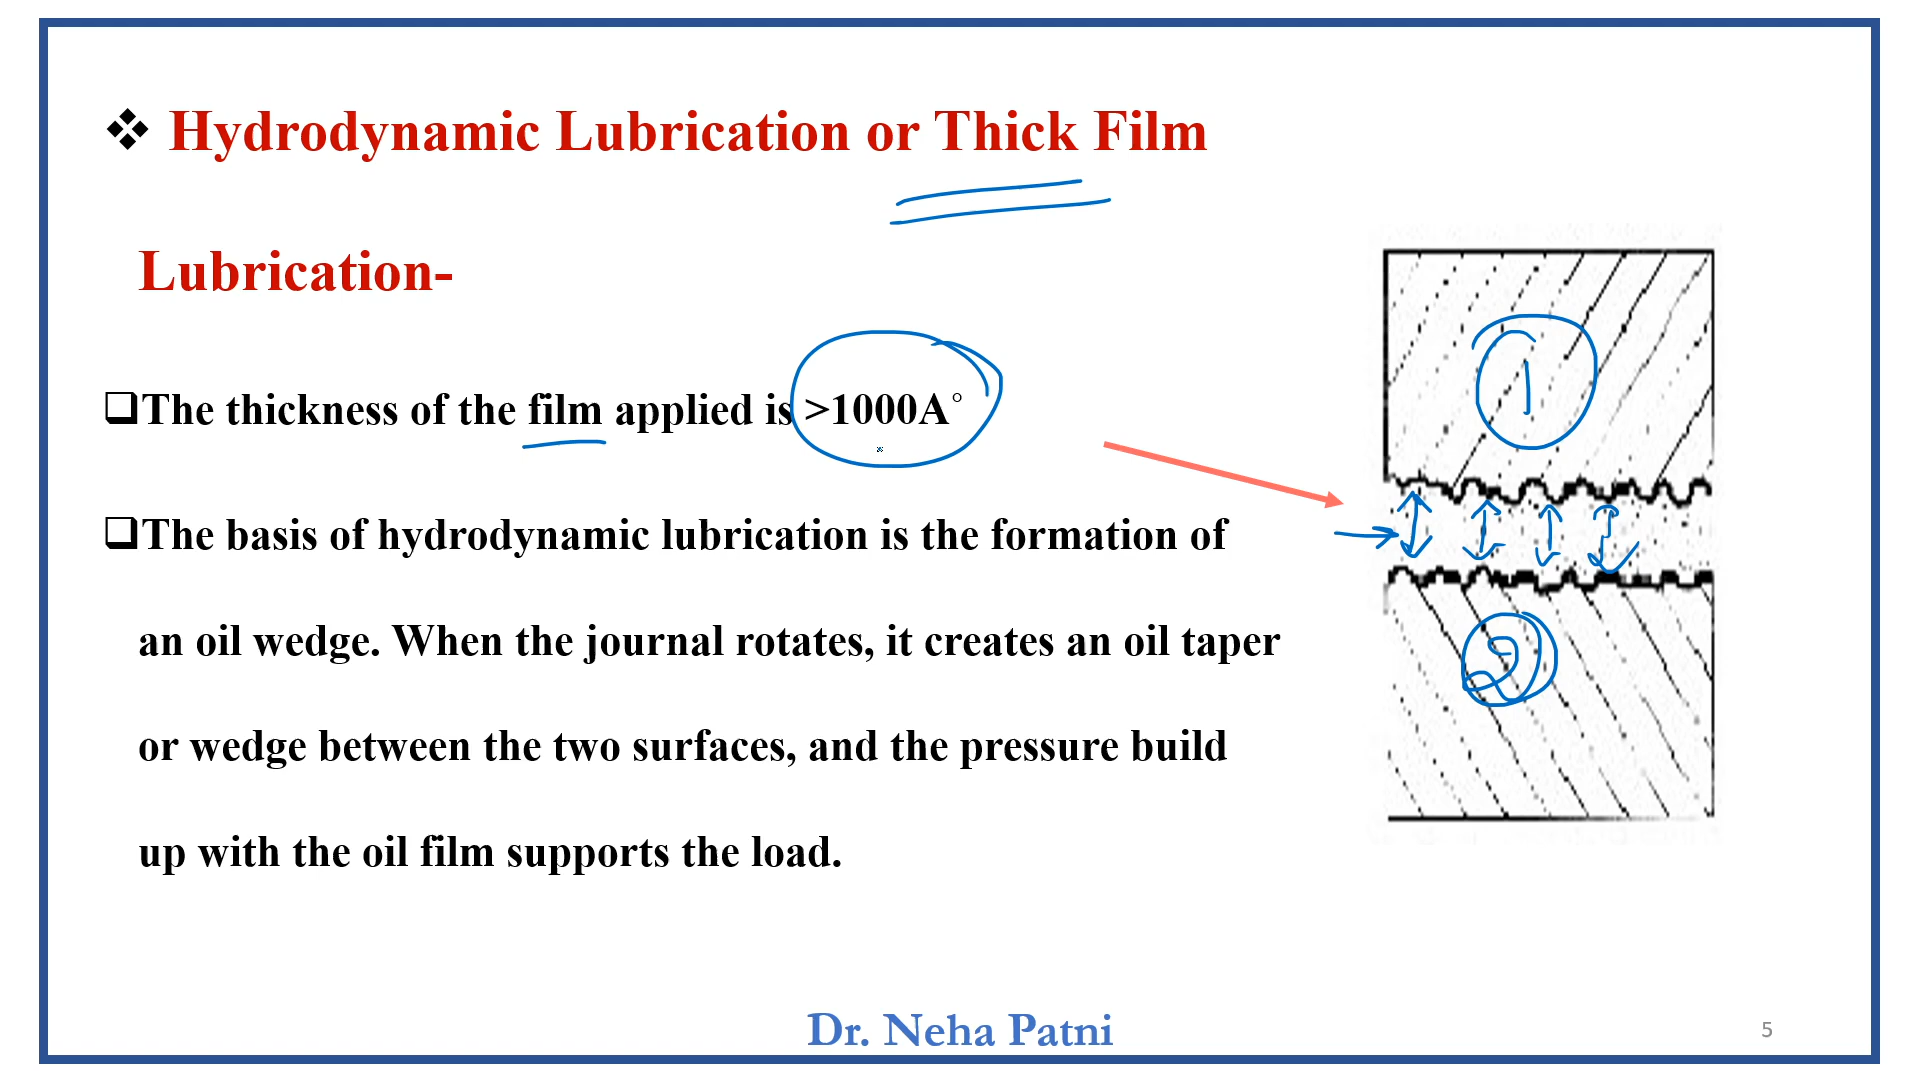 ❖ Hydrodynamic Lubrication or Thick Film
Lubrication-
❑The thickness of the film applied is >1000A°
❑The basis of hydrodynamic lubrication is the formation of
an oil wedge. When the journal rotates, it creates an oil taper
or wedge between the two surfaces, and the pressure build
up with the oil film supports the load.
1
2
Dr. Neha Patni
5